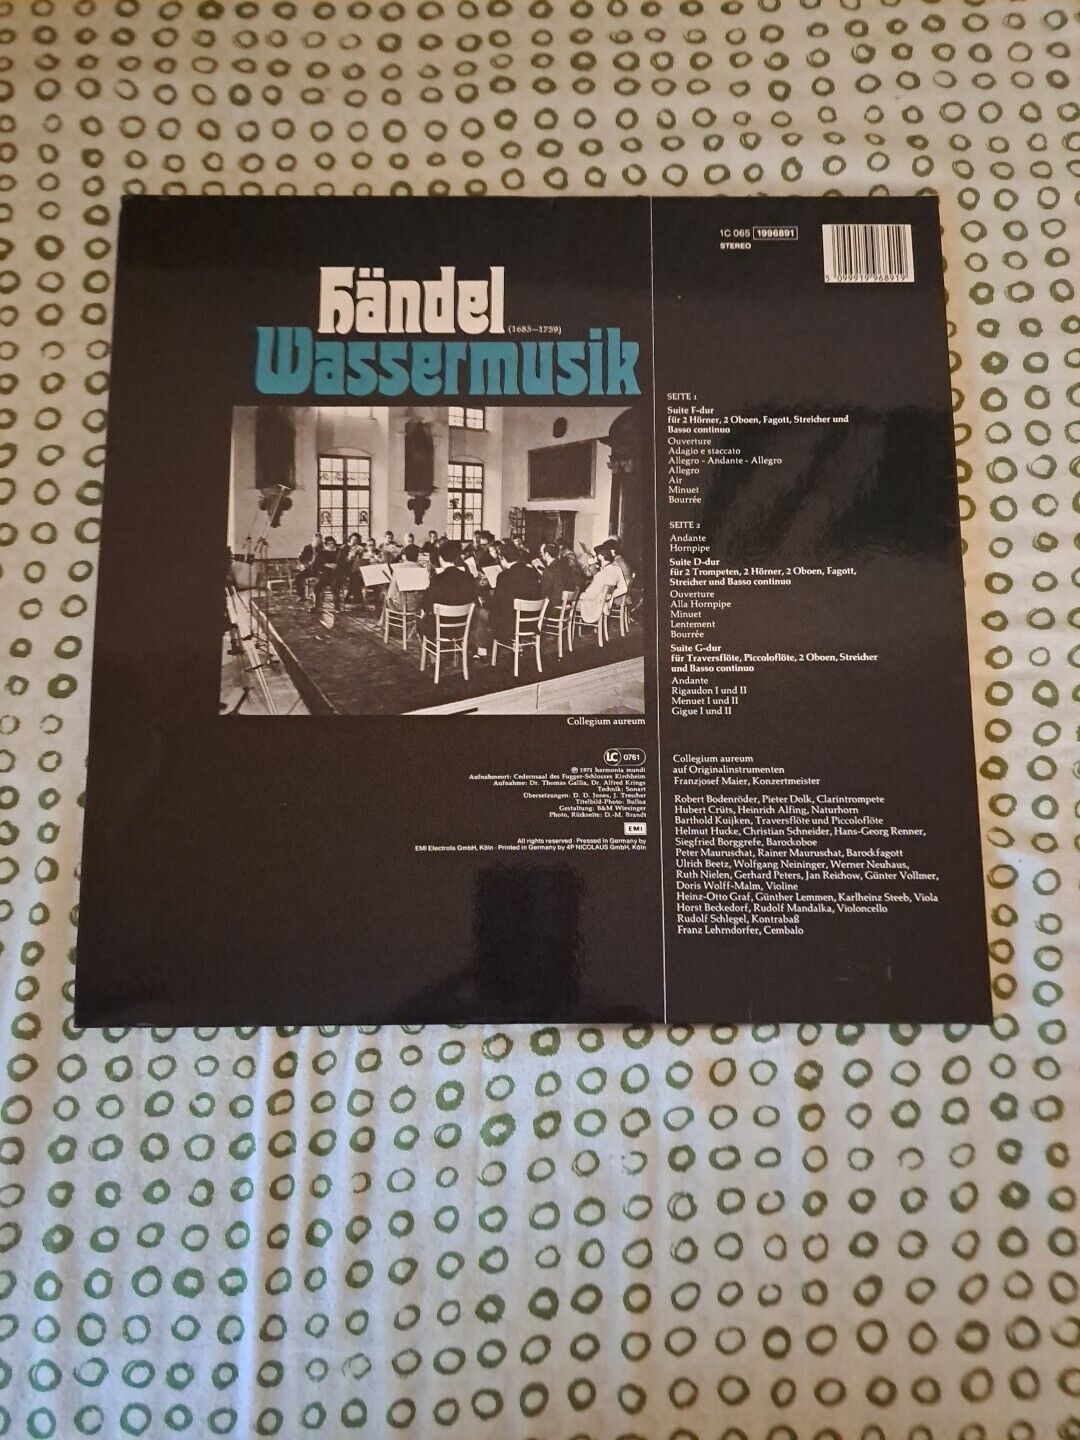 händel (1685–1759)
Wassermusik
Collegium aureum
LC 0761
Ⓟ 1971 harmonia mundi
Aufnahmeort: Cedernsaal des Fugger-Schlosses Kirchheim
Aufnahme: Dr. Thomas Gallia, Dr. Alfred Krings
Technik: Sonart
Übersetzungen: D. D. Jones, J. Treucher
Titelbild-Photo: Bulloz
Gestaltung: B&M Wiesinger
Photo, Rückseite: D.-M. Brandt
EMI
All rights reserved · Pressed in Germany by
EMI Electrola GmbH, Köln · Printed in Germany by 4P NICOLAUS GmbH, Köln
1C 065 1996891
STEREO
5 099919 968919
SEITE 1
Suite F-dur
für 2 Hörner, 2 Oboen, Fagott, Streicher und
Basso continuo
Ouverture
Adagio e staccato
Allegro - Andante - Allegro
Allegro
Air
Minuet
Bourrée
SEITE 2
Andante
Hornpipe
Suite D-dur
für 2 Trompeten, 2 Hörner, 2 Oboen, Fagott,
Streicher und Basso continuo
Ouverture
Alla Hornpipe
Minuet
Lentement
Bourrée
Suite G-dur
für Traversflöte, Piccoloflöte, 2 Oboen, Streicher
und Basso continuo
Andante
Rigaudon I und II
Menuet I und II
Gigue I und II
Collegium aureum
auf Originalinstrumenten
Franzjosef Maier, Konzertmeister
Robert Bodenröder, Pieter Dolk, Clarintrompete
Hubert Crüts, Heinrich Alfing, Naturhorn
Barthold Kuijken, Traversflöte und Piccoloflöte
Helmut Hucke, Christian Schneider, Hans-Georg Renner,
Siegfried Borggrefe, Barockoboe
Peter Mauruschat, Rainer Mauruschat, Barockfagott
Ulrich Beetz, Wolfgang Neininger, Werner Neuhaus,
Ruth Nielen, Gerhard Peters, Jan Reichow, Günter Vollmer,
Doris Wolff-Malm, Violine
Heinz-Otto Graf, Günther Lemmen, Karlheinz Steeb, Viola
Horst Beckedorf, Rudolf Mandalka, Violoncello
Rudolf Schlegel, Kontrabaß
Franz Lehrndorfer, Cembalo